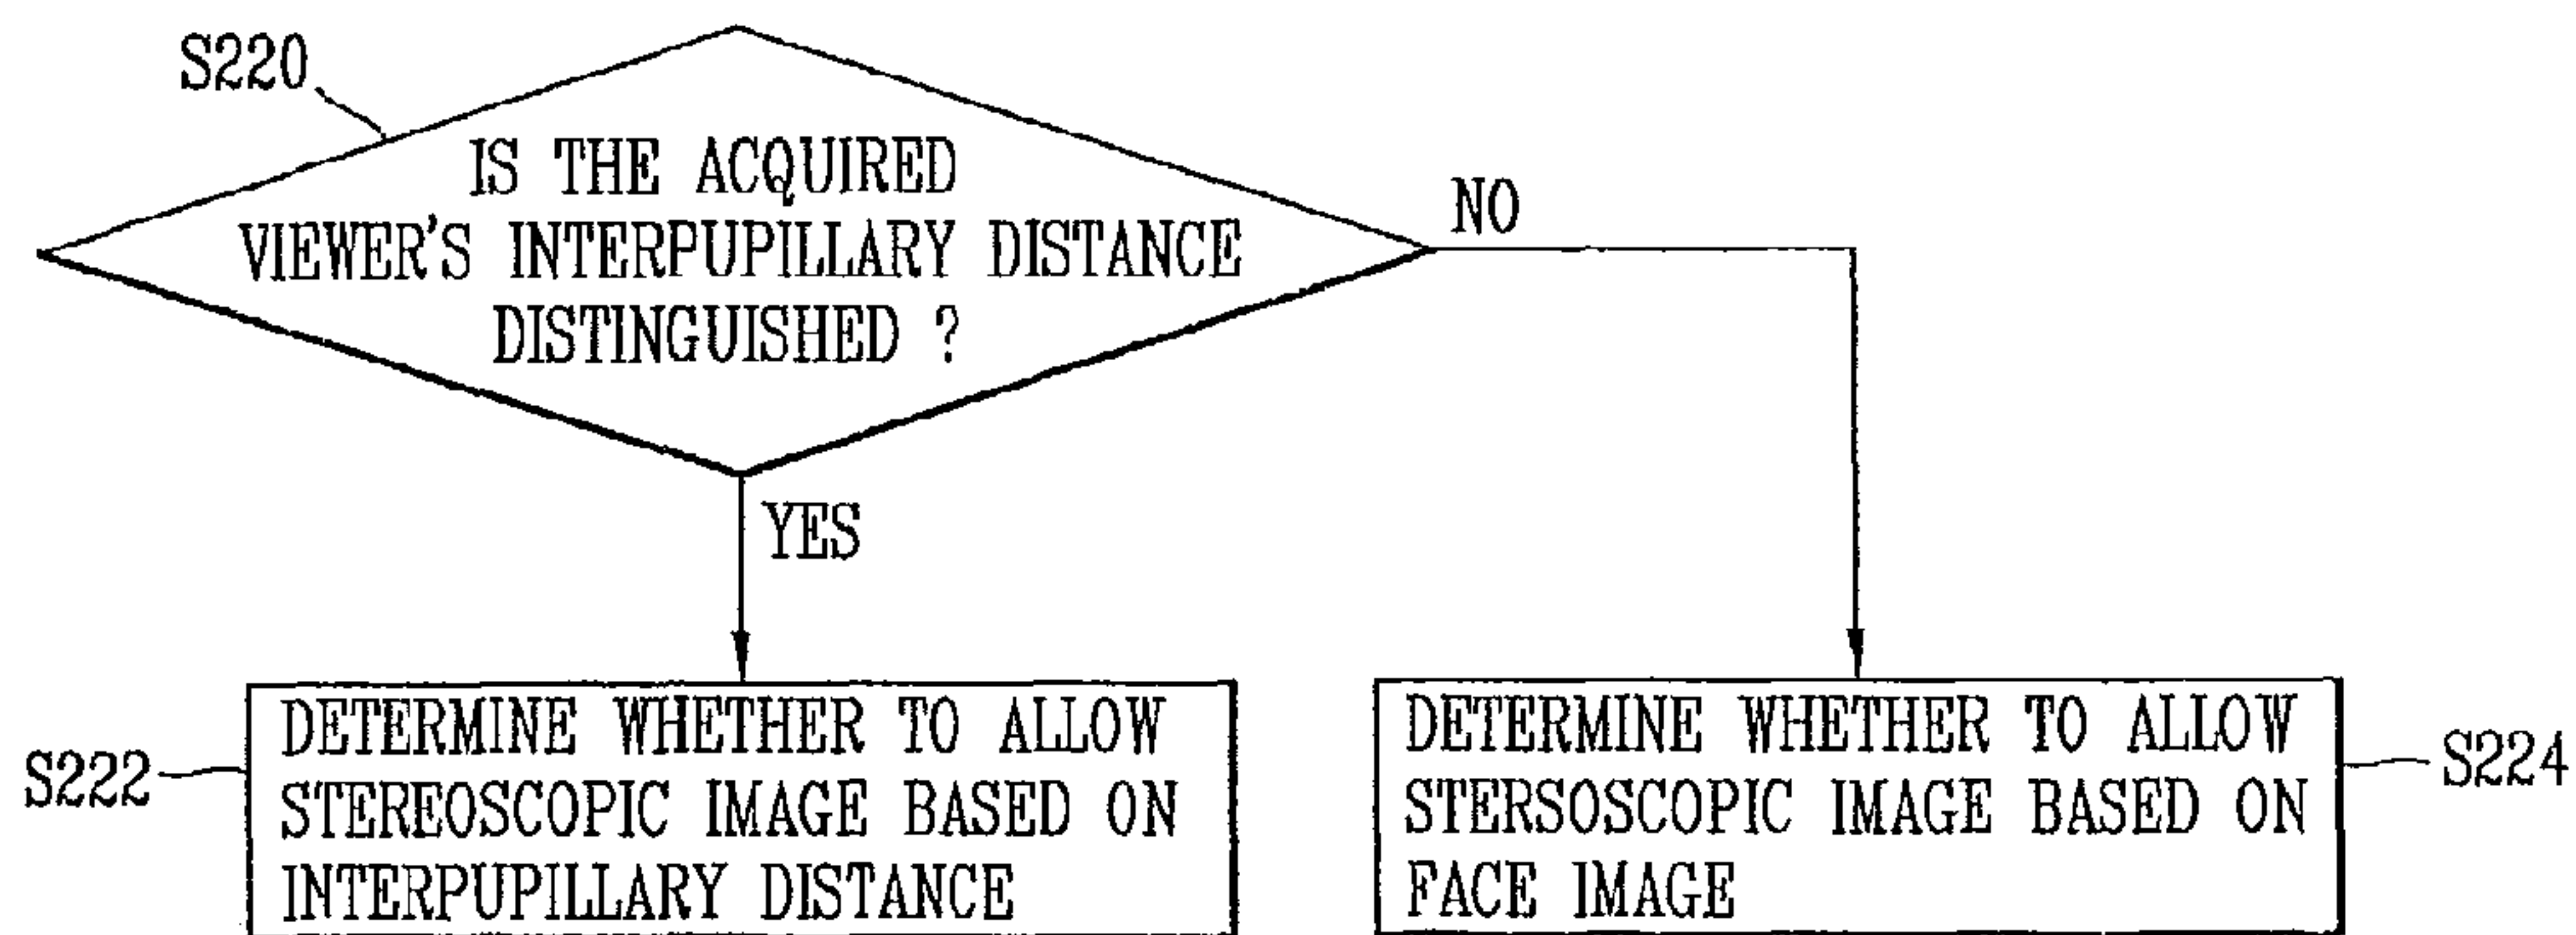 S220
IS THE ACQUIRED
VIEWER'S INTERPUPILLARY DISTANCE
DISTINGUISHED ?
NO
YES
S222
DETERMINE WHETHER TO ALLOW
STEREOSCOPIC IMAGE BASED ON
INTERPUPILLARY DISTANCE
DETERMINE WHETHER TO ALLOW
STERSOSCOPIC IMAGE BASED ON
FACE IMAGE
S224